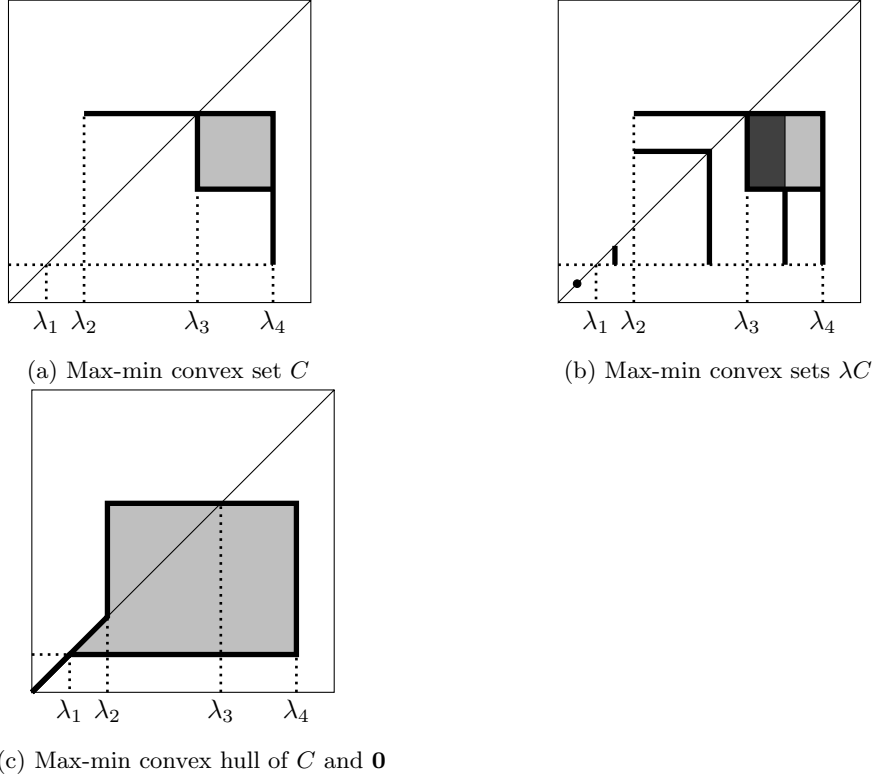 λ₁ λ₂ λ₃ λ₄
(a) Max-min convex set C
λ₁ λ₂ λ₃ λ₄
(b) Max-min convex sets λC
λ₁ λ₂ λ₃ λ₄
(c) Max-min convex hull of C and 0